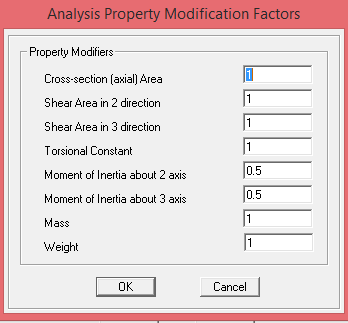 Analysis Property Modification Factors
Property Modifiers
Cross-section (axial) Area 1
Shear Area in 2 direction 1
Shear Area in 3 direction 1
Torsional Constant 1
Moment of Inertia about 2 axis 0.5
Moment of Inertia about 3 axis 0.5
Mass 1
Weight 1
OK Cancel